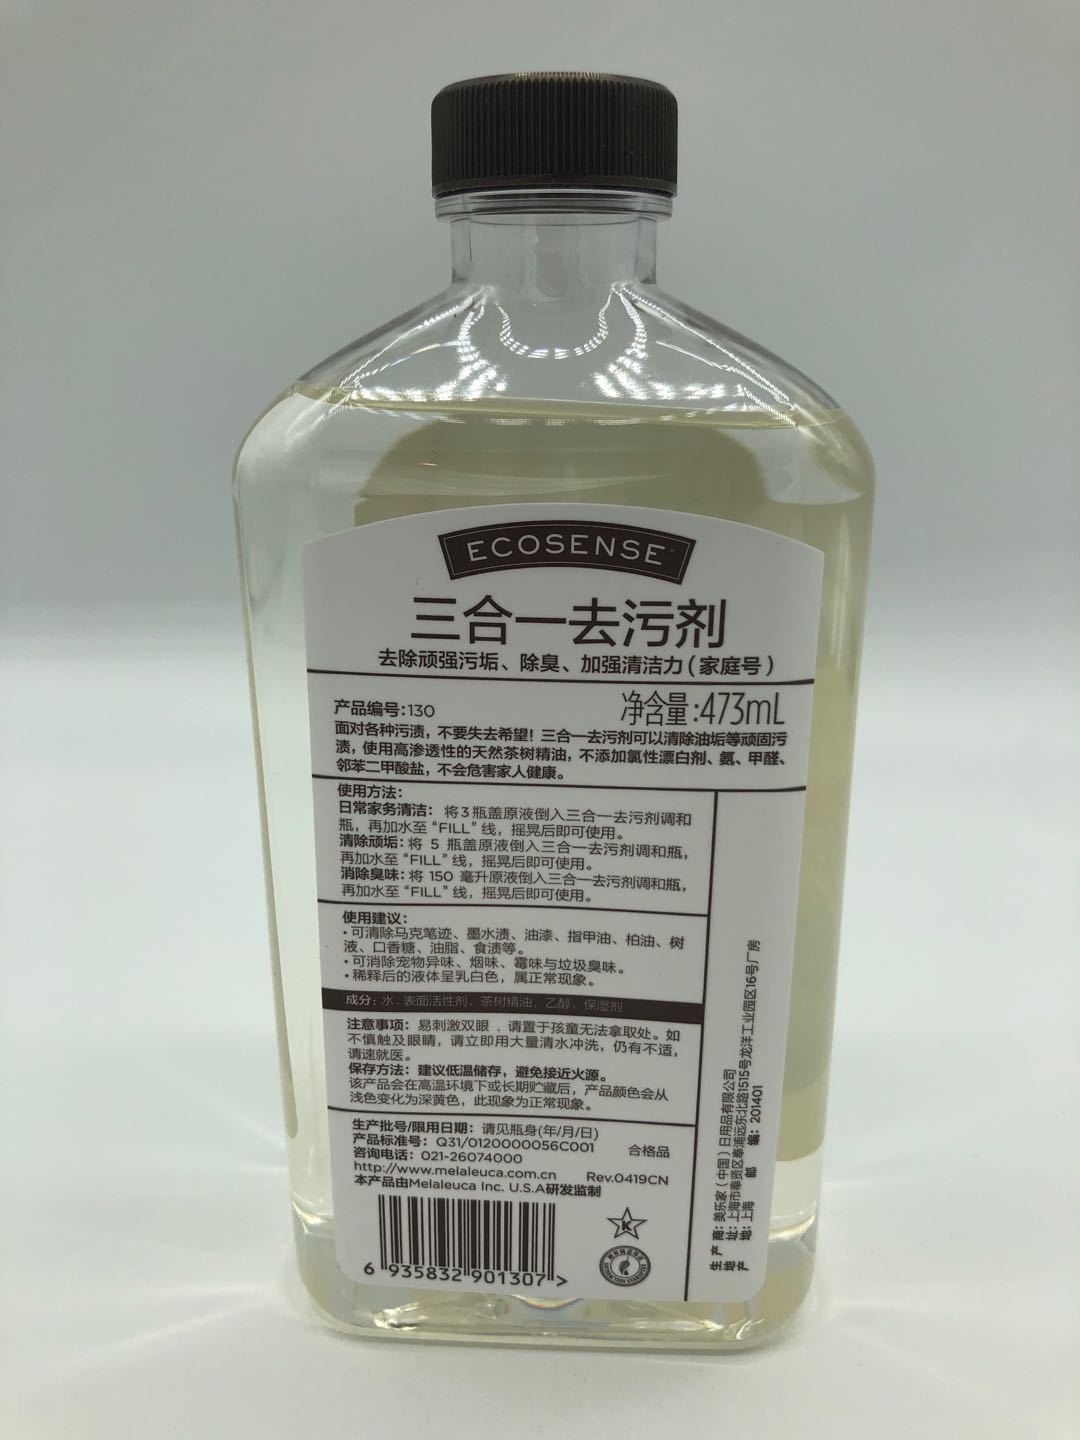 ECOSENSE
三合一去污剂
去除顽强污垢、除臭、加强清洁力(家庭号)
产品编号:130
净含量:473mL
面对各种污渍，不要失去希望！三合一去污剂可以清除油垢等顽固污
渍，使用高渗透性的天然茶树精油，不添加氯性漂白剂、氨、甲醛、
邻苯二甲酸盐，不会危害家人健康。
使用方法：
日常家务清洁：将3瓶盖原液倒入三合一去污剂调和
瓶，再加水至“FILL”线，摇晃后即可使用。
清除顽垢：将 5 瓶盖原液倒入三合一去污剂调和瓶，
再加水至“FILL”线，摇晃后即可使用。
消除臭味：将 150 毫升原液倒入三合一去污剂调和瓶，
再加水至“FILL”线，摇晃后即可使用。
使用建议：
·可清除马克笔迹、墨水渍、油漆、指甲油、柏油、树
液、口香糖、油脂、食渍等。
·可消除宠物异味、烟味、霉味与垃圾臭味。
·稀释后的液体呈乳白色，属正常现象。
成分：水，表面活性剂，茶树精油，乙醇，保湿剂
注意事项：易刺激双眼，请置于孩童无法拿取处。如
不慎触及眼睛，请立即用大量清水冲洗，仍有不适，
请速就医。
保存方法：建议低温储存，避免接近火源。
该产品会在高温环境下或长期贮藏后，产品颜色会从
浅色变化为深黄色，此现象为正常现象。
生产批号/限用日期：请见瓶身(年/月/日)
产品标准号：Q31/0120000056C001
合格品
咨询电话：021-26074000
http://www.melaleuca.com.cn
Rev.0419CN
本产品由Melaleuca Inc. U.S.A研发监制
6 935832 901307 >
K
SATISFACTION GUARANTEE
生产商：美乐家（中国）日用品有限公司
地址：上海市奉贤区奉浦远东北路1515号龙洋工业园区16号厂房
产地：上海 邮编：201401